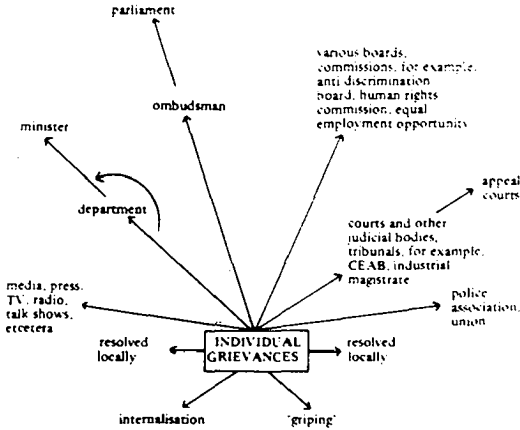 parliament
various boards,
commissions, for example,
anti discrimination
board, human rights
commission, equal
employment opportunity
ombudsman
minister
appeal
courts
department
courts and other
judicial bodies,
tribunals, for example,
CEAB, industrial
magistrate
media, press,
TV, radio,
talk shows,
etcetera
police
association,
union
resolved
locally
INDIVIDUAL
GRIEVANCES
resolved
locally
internalisation
'griping'